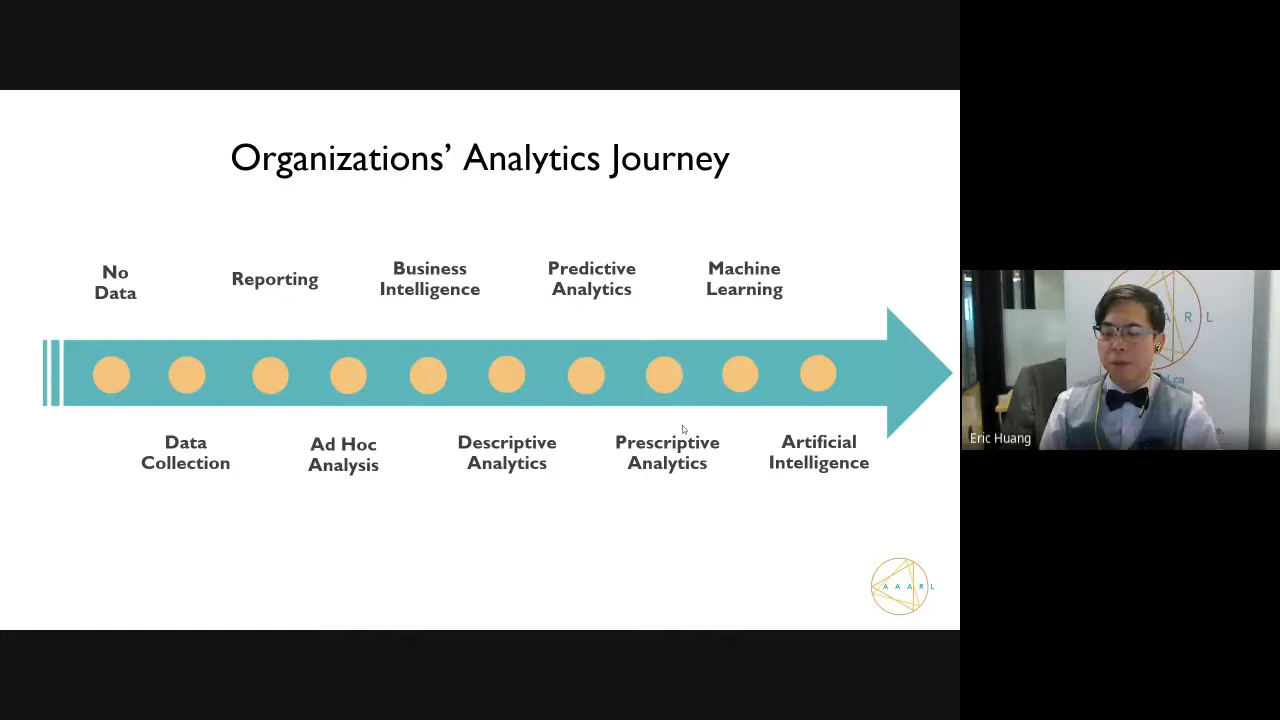 Organizations’ Analytics Journey
No
Data
Reporting
Business
Intelligence
Predictive
Analytics
Machine
Learning
Data
Collection
Ad Hoc
Analysis
Descriptive
Analytics
Prescriptive
Analytics
Artificial
Intelligence
A A A R L
A R L
Eric Huang